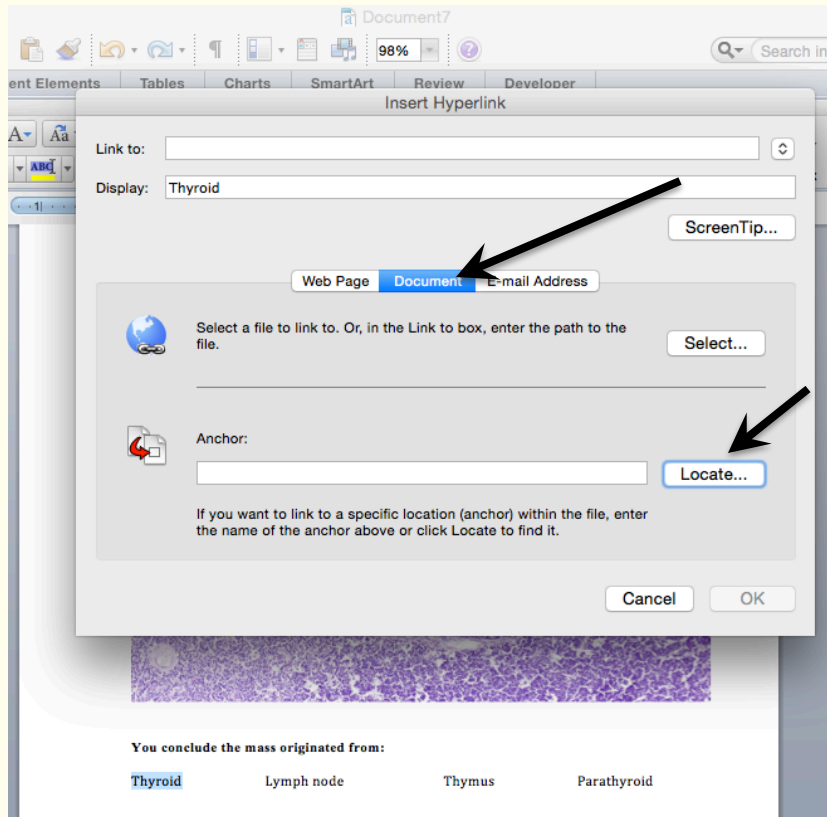 Document7
98%
Search in
ent Elements Tables Charts SmartArt Review Developer
Insert Hyperlink
A Aa
Link to:
ABC
Display: Thyroid
1
ScreenTip...
Web Page Document E-mail Address
Select a file to link to. Or, in the Link to box, enter the path to the
file.
Select...
Anchor:
Locate...
If you want to link to a specific location (anchor) within the file, enter
the name of the anchor above or click Locate to find it.
Cancel OK
You conclude the mass originated from:
Thyroid Lymph node Thymus Parathyroid